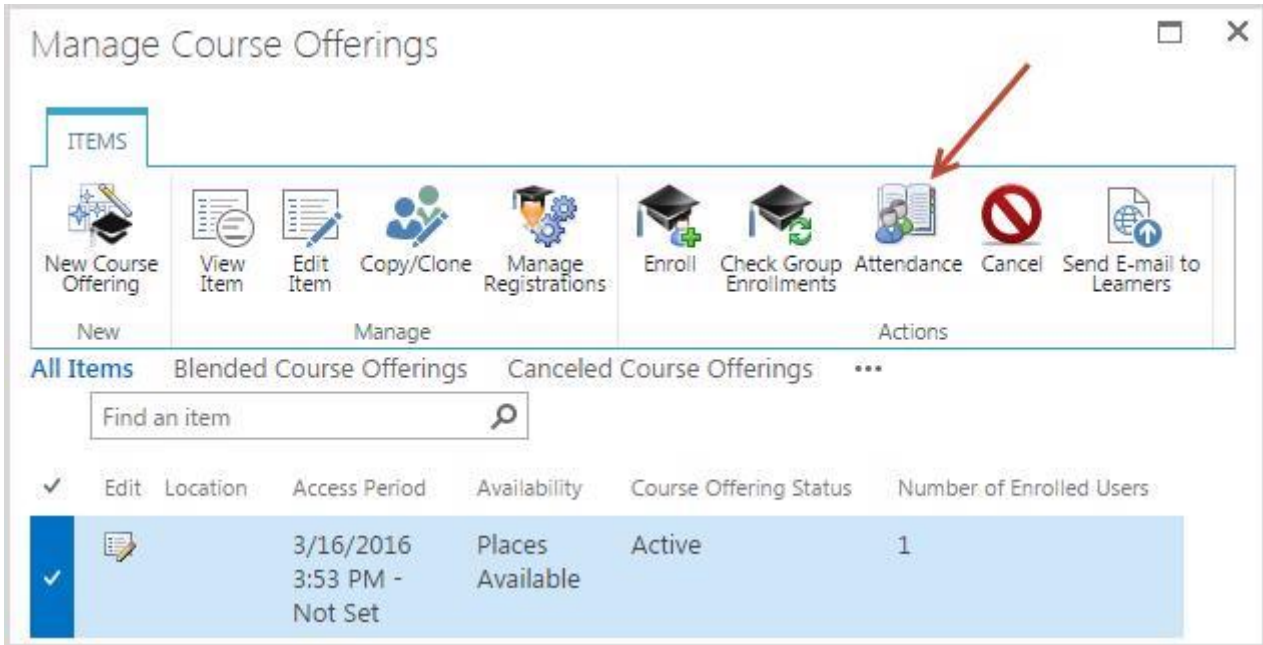 Manage Course Offerings
ITEMS
New Course
Offering
View
Item
Edit
Item
Copy/Clone
Manage
Registrations
Enroll
Check Group
Enrollments
Attendance
Cancel
Send E-mail to
Learners
New
Manage
Actions
All Items Blended Course Offerings Canceled Course Offerings •••
Find an item
Edit Location Access Period Availability Course Offering Status Number of Enrolled Users
3/16/2016 Places Active 1
3:53 PM - Available
Not Set